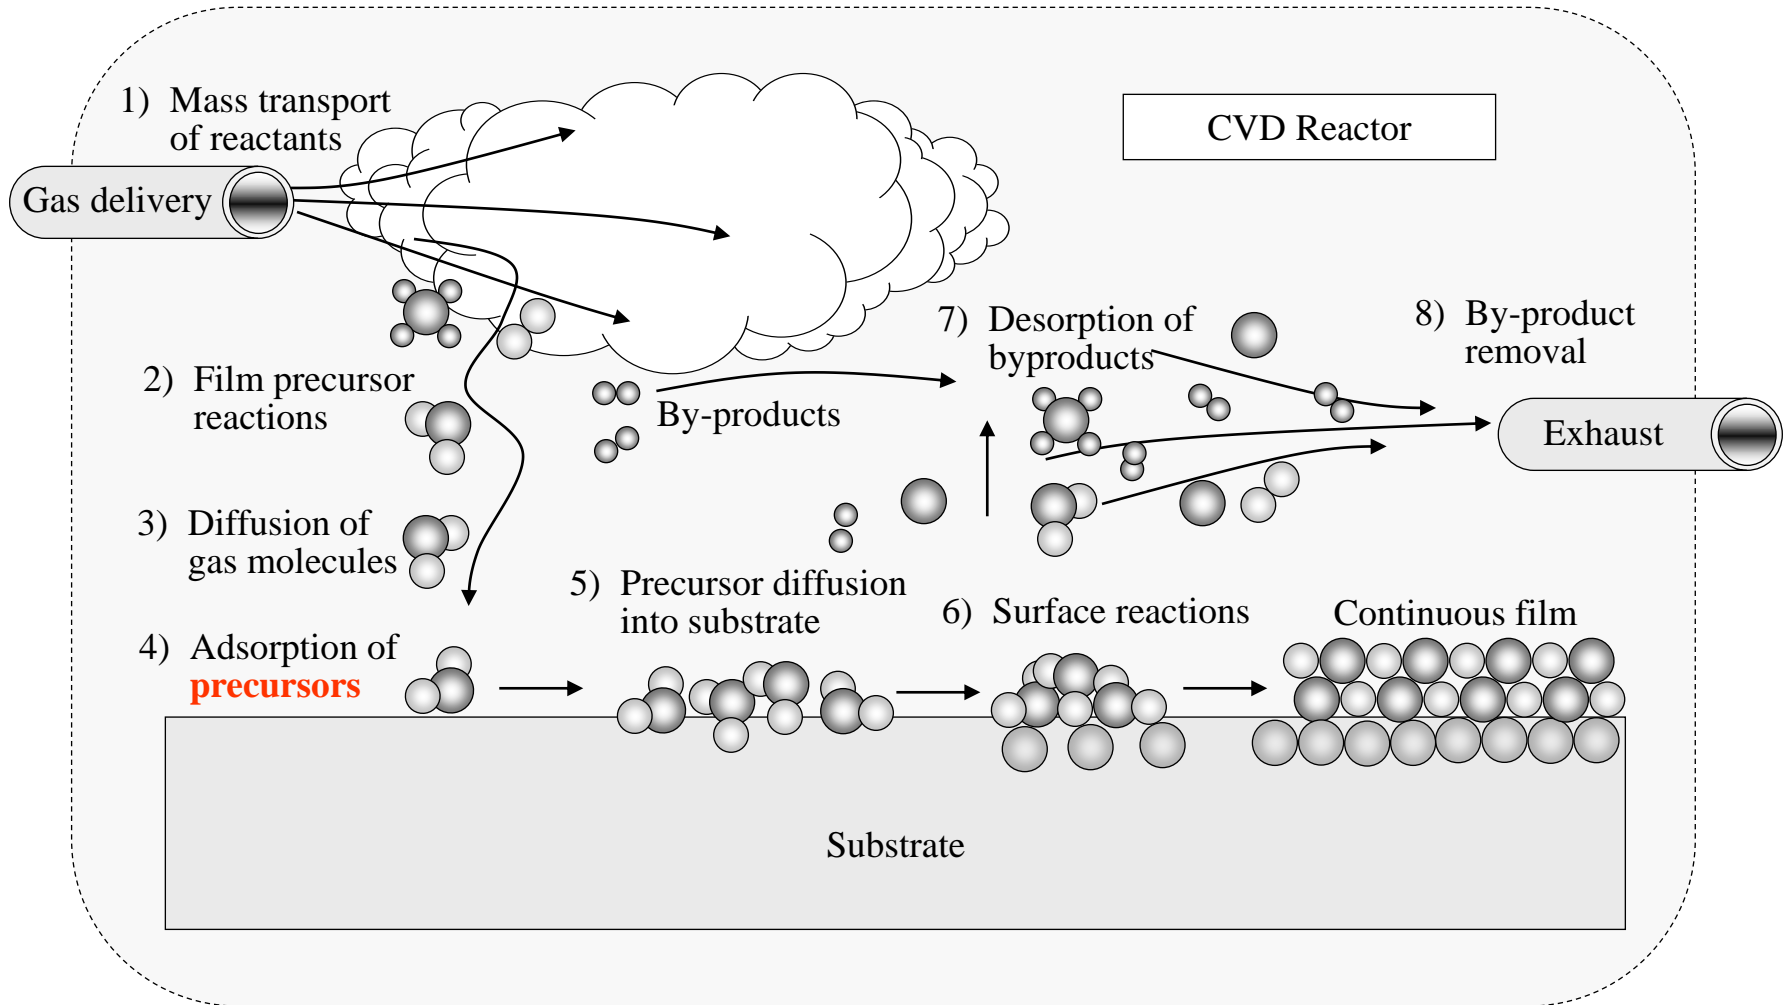 1) Mass transport
of reactants
CVD Reactor
Gas delivery
7) Desorption of
byproducts
8) By-product
removal
2) Film precursor
reactions
By-products
Exhaust
3) Diffusion of
gas molecules
5) Precursor diffusion
into substrate
6) Surface reactions
Continuous film
4) Adsorption of
precursors
Substrate